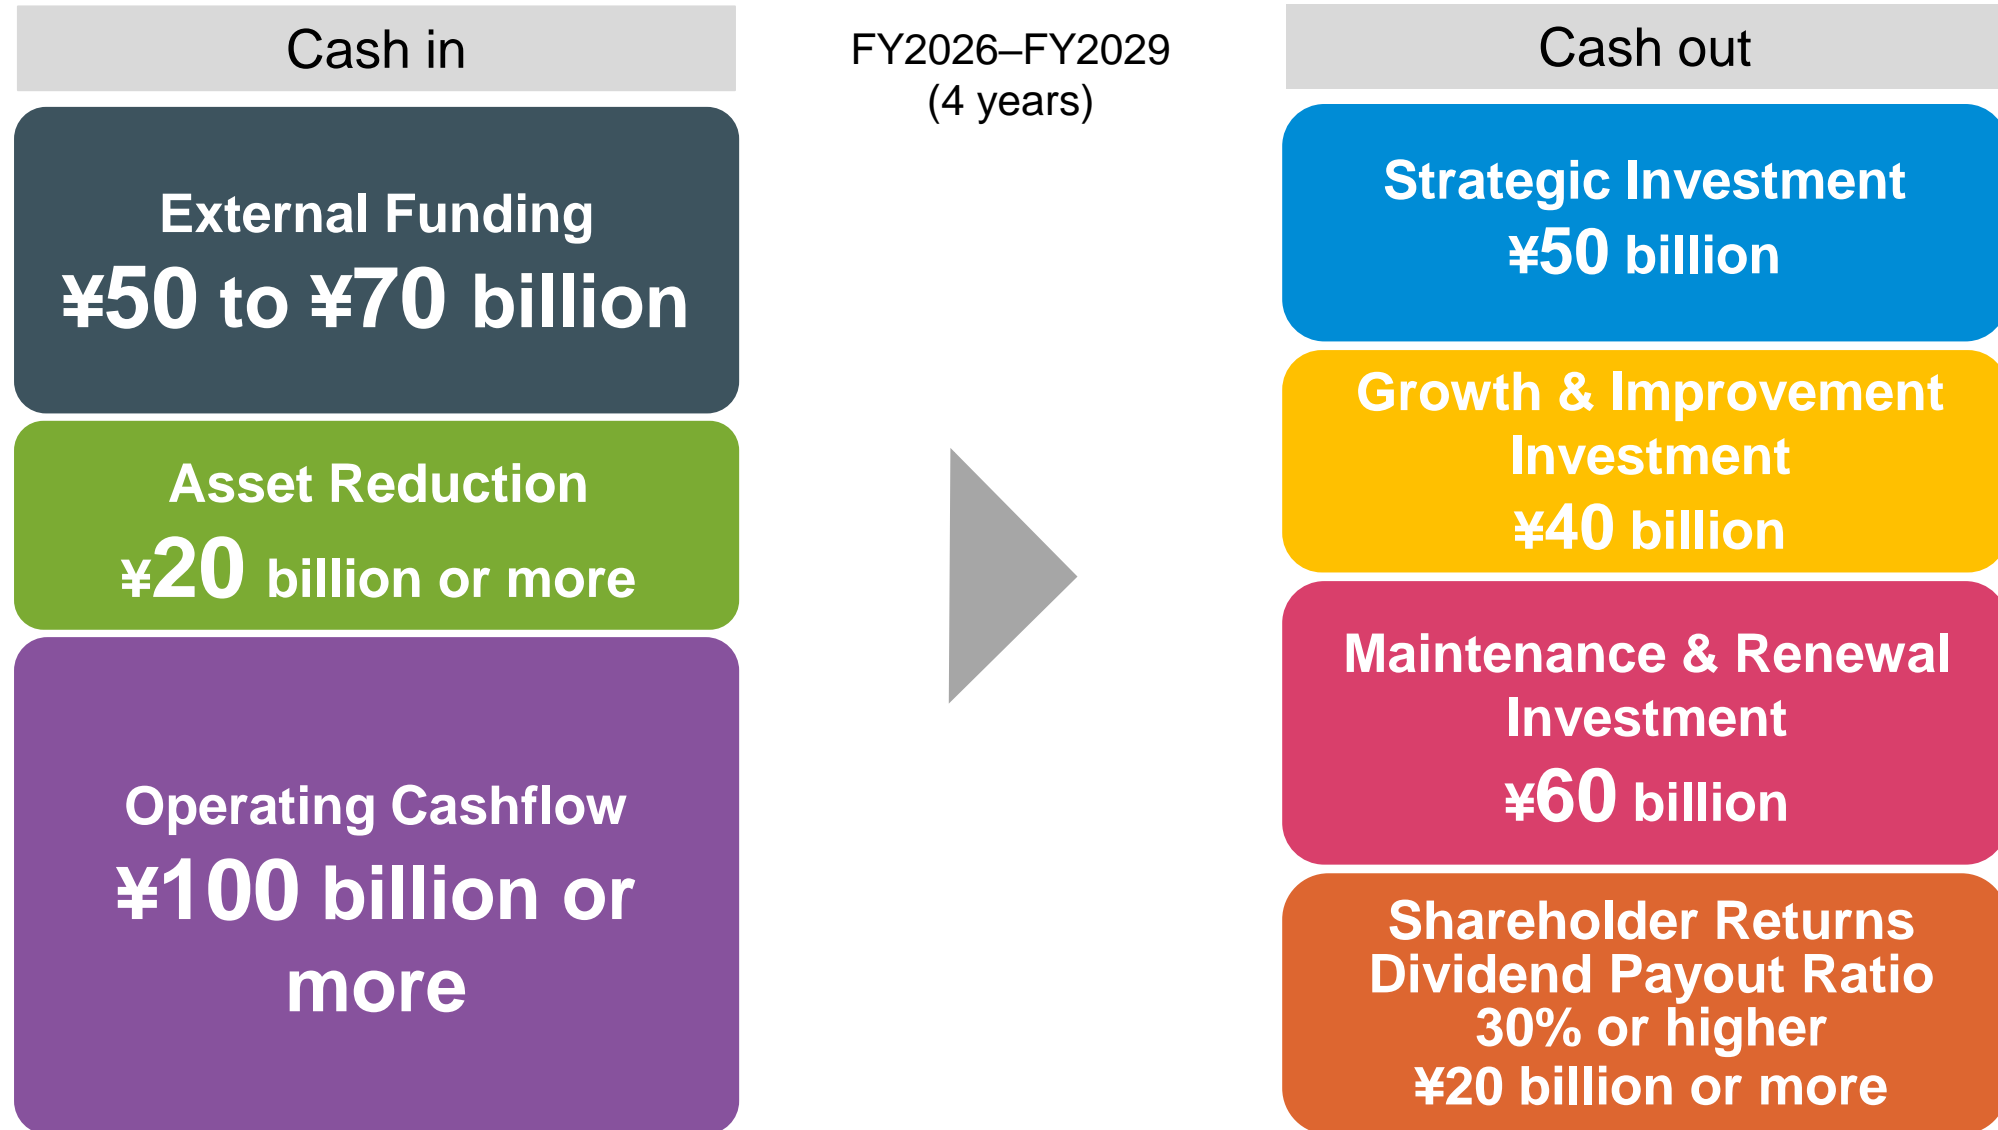 Cash in
External Funding
¥50 to ¥70 billion
Asset Reduction
¥20 billion or more
Operating Cashflow
¥100 billion or
more
FY2026–FY2029
(4 years)
Cash out
Strategic Investment
¥50 billion
Growth & Improvement
Investment
¥40 billion
Maintenance & Renewal
Investment
¥60 billion
Shareholder Returns
Dividend Payout Ratio
30% or higher
¥20 billion or more